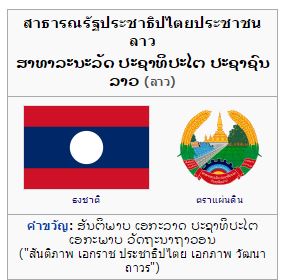 สาธารณรัฐประชาธิปไตยประชาชน
ลาว
ສາທາລະນະລັດ ປະຊາທິປະໄຕ ປະຊາຊົນ
ລາວ (ลาว)
ธงชาติ
ตราแผ่นดิน
คำขวัญ: ສັນຕິພາບ ເອກະລາດ ປະຊາທິປະໄຕ
ເອກະພາບ ວັດຖະນາຖາວອນ
("สันติภาพ เอกราช ประชาธิปไตย เอกภาพ วัฒนา
ถาวร")